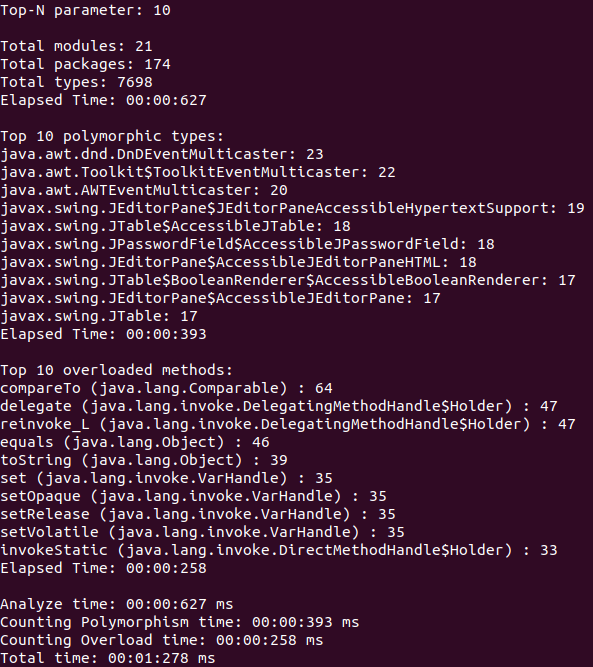 Top-N parameter: 10
Total modules: 21
Total packages: 174
Total types: 7698
Elapsed Time: 00:00:627
Top 10 polymorphic types:
java.awt.dnd.DnDEventMulticaster: 23
java.awt.Toolkit$ToolkitEventMulticaster: 22
java.awt.AWTEventMulticaster: 20
javax.swing.JEditorPane$JEditorPaneAccessibleHypertextSupport: 19
javax.swing.JTable$AccessibleJTable: 18
javax.swing.JPasswordField$AccessibleJPasswordField: 18
javax.swing.JEditorPane$AccessibleJEditorPaneHTML: 18
javax.swing.JTable$BooleanRenderer$AccessibleBooleanRenderer: 17
javax.swing.JEditorPane$AccessibleJEditorPane: 17
javax.swing.JTable: 17
Elapsed Time: 00:00:393
Top 10 overloaded methods:
compareTo (java.lang.Comparable) : 64
delegate (java.lang.invoke.DelegatingMethodHandle$Holder) : 47
reinvoke_L (java.lang.invoke.DelegatingMethodHandle$Holder) : 47
equals (java.lang.Object) : 46
toString (java.lang.Object) : 39
set (java.lang.invoke.VarHandle) : 35
setOpaque (java.lang.invoke.VarHandle) : 35
setRelease (java.lang.invoke.VarHandle) : 35
setVolatile (java.lang.invoke.VarHandle) : 35
invokeStatic (java.lang.invoke.DirectMethodHandle$Holder) : 33
Elapsed Time: 00:00:258
Analyze time: 00:00:627 ms
Counting Polymorphism time: 00:00:393 ms
Counting Overload time: 00:00:258 ms
Total time: 00:01:278 ms